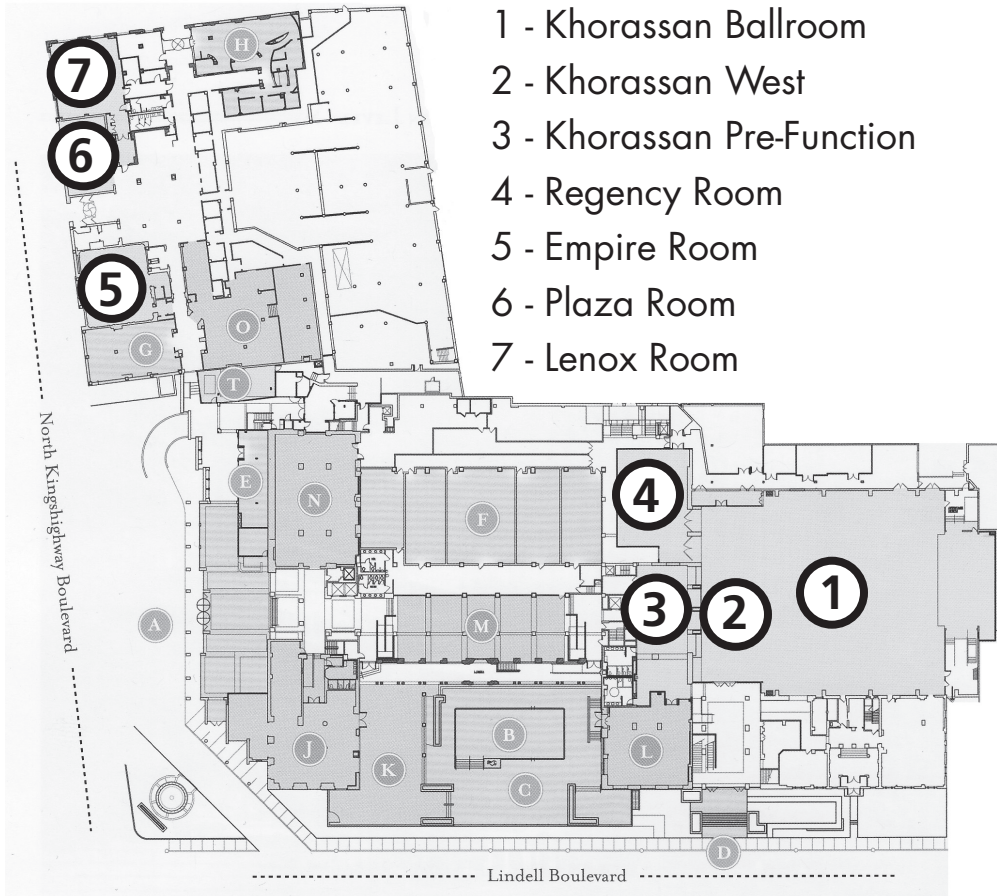 1 - Khorassan Ballroom
2 - Khorassan West
3 - Khorassan Pre-Function
4 - Regency Room
5 - Empire Room
6 - Plaza Room
7 - Lenox Room
H
7
6
5
O
G
T
North Kingshighway Boulevard
E
N
F
4
A
M
3
2
1
J
K
B
C
L
D
Lindell Boulevard